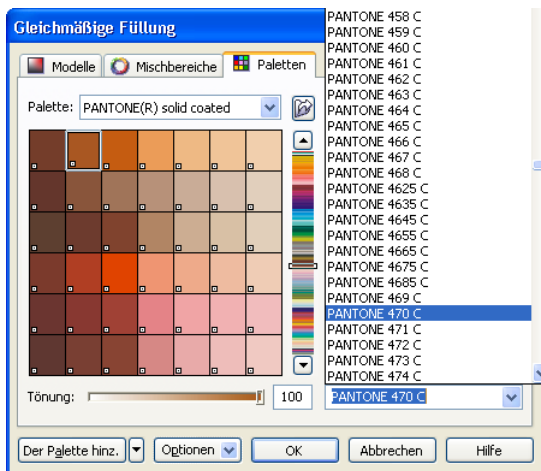 Gleichmäßige Füllung
Modelle
Mischbereiche
Paletten
Palette: PANTONE(R) solid coated
Tönung:
100
PANTONE 458 C
PANTONE 459 C
PANTONE 460 C
PANTONE 461 C
PANTONE 462 C
PANTONE 463 C
PANTONE 464 C
PANTONE 465 C
PANTONE 466 C
PANTONE 467 C
PANTONE 468 C
PANTONE 4625 C
PANTONE 4635 C
PANTONE 4645 C
PANTONE 4655 C
PANTONE 4665 C
PANTONE 4675 C
PANTONE 4685 C
PANTONE 469 C
PANTONE 470 C
PANTONE 471 C
PANTONE 472 C
PANTONE 473 C
PANTONE 474 C
PANTONE 470 C
Der Palette hinz.
Optionen
OK
Abbrechen
Hilfe